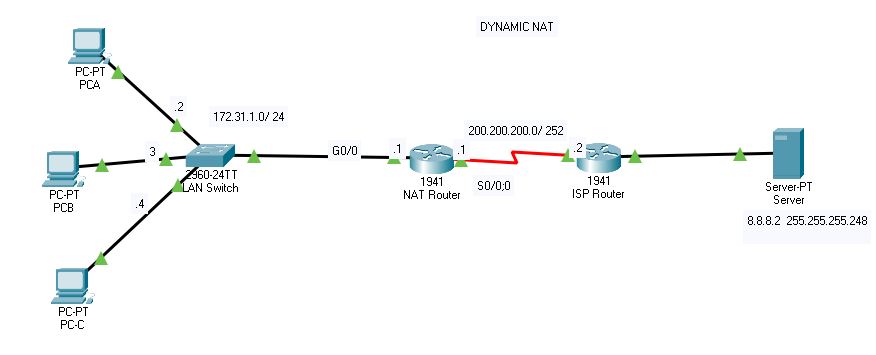 DYNAMIC NAT
PC-PT
PCA
.2
172.31.1.0/ 24
200.200.200.0/ 252
3
G0/0
.1
.1
.2
2960-24TT
LAN Switch
1941
NAT Router
S0/0;0
1941
ISP Router
Server-PT
Server
8.8.8.2 255.255.255.248
PC-PT
PCB
.4
PC-PT
PC-C